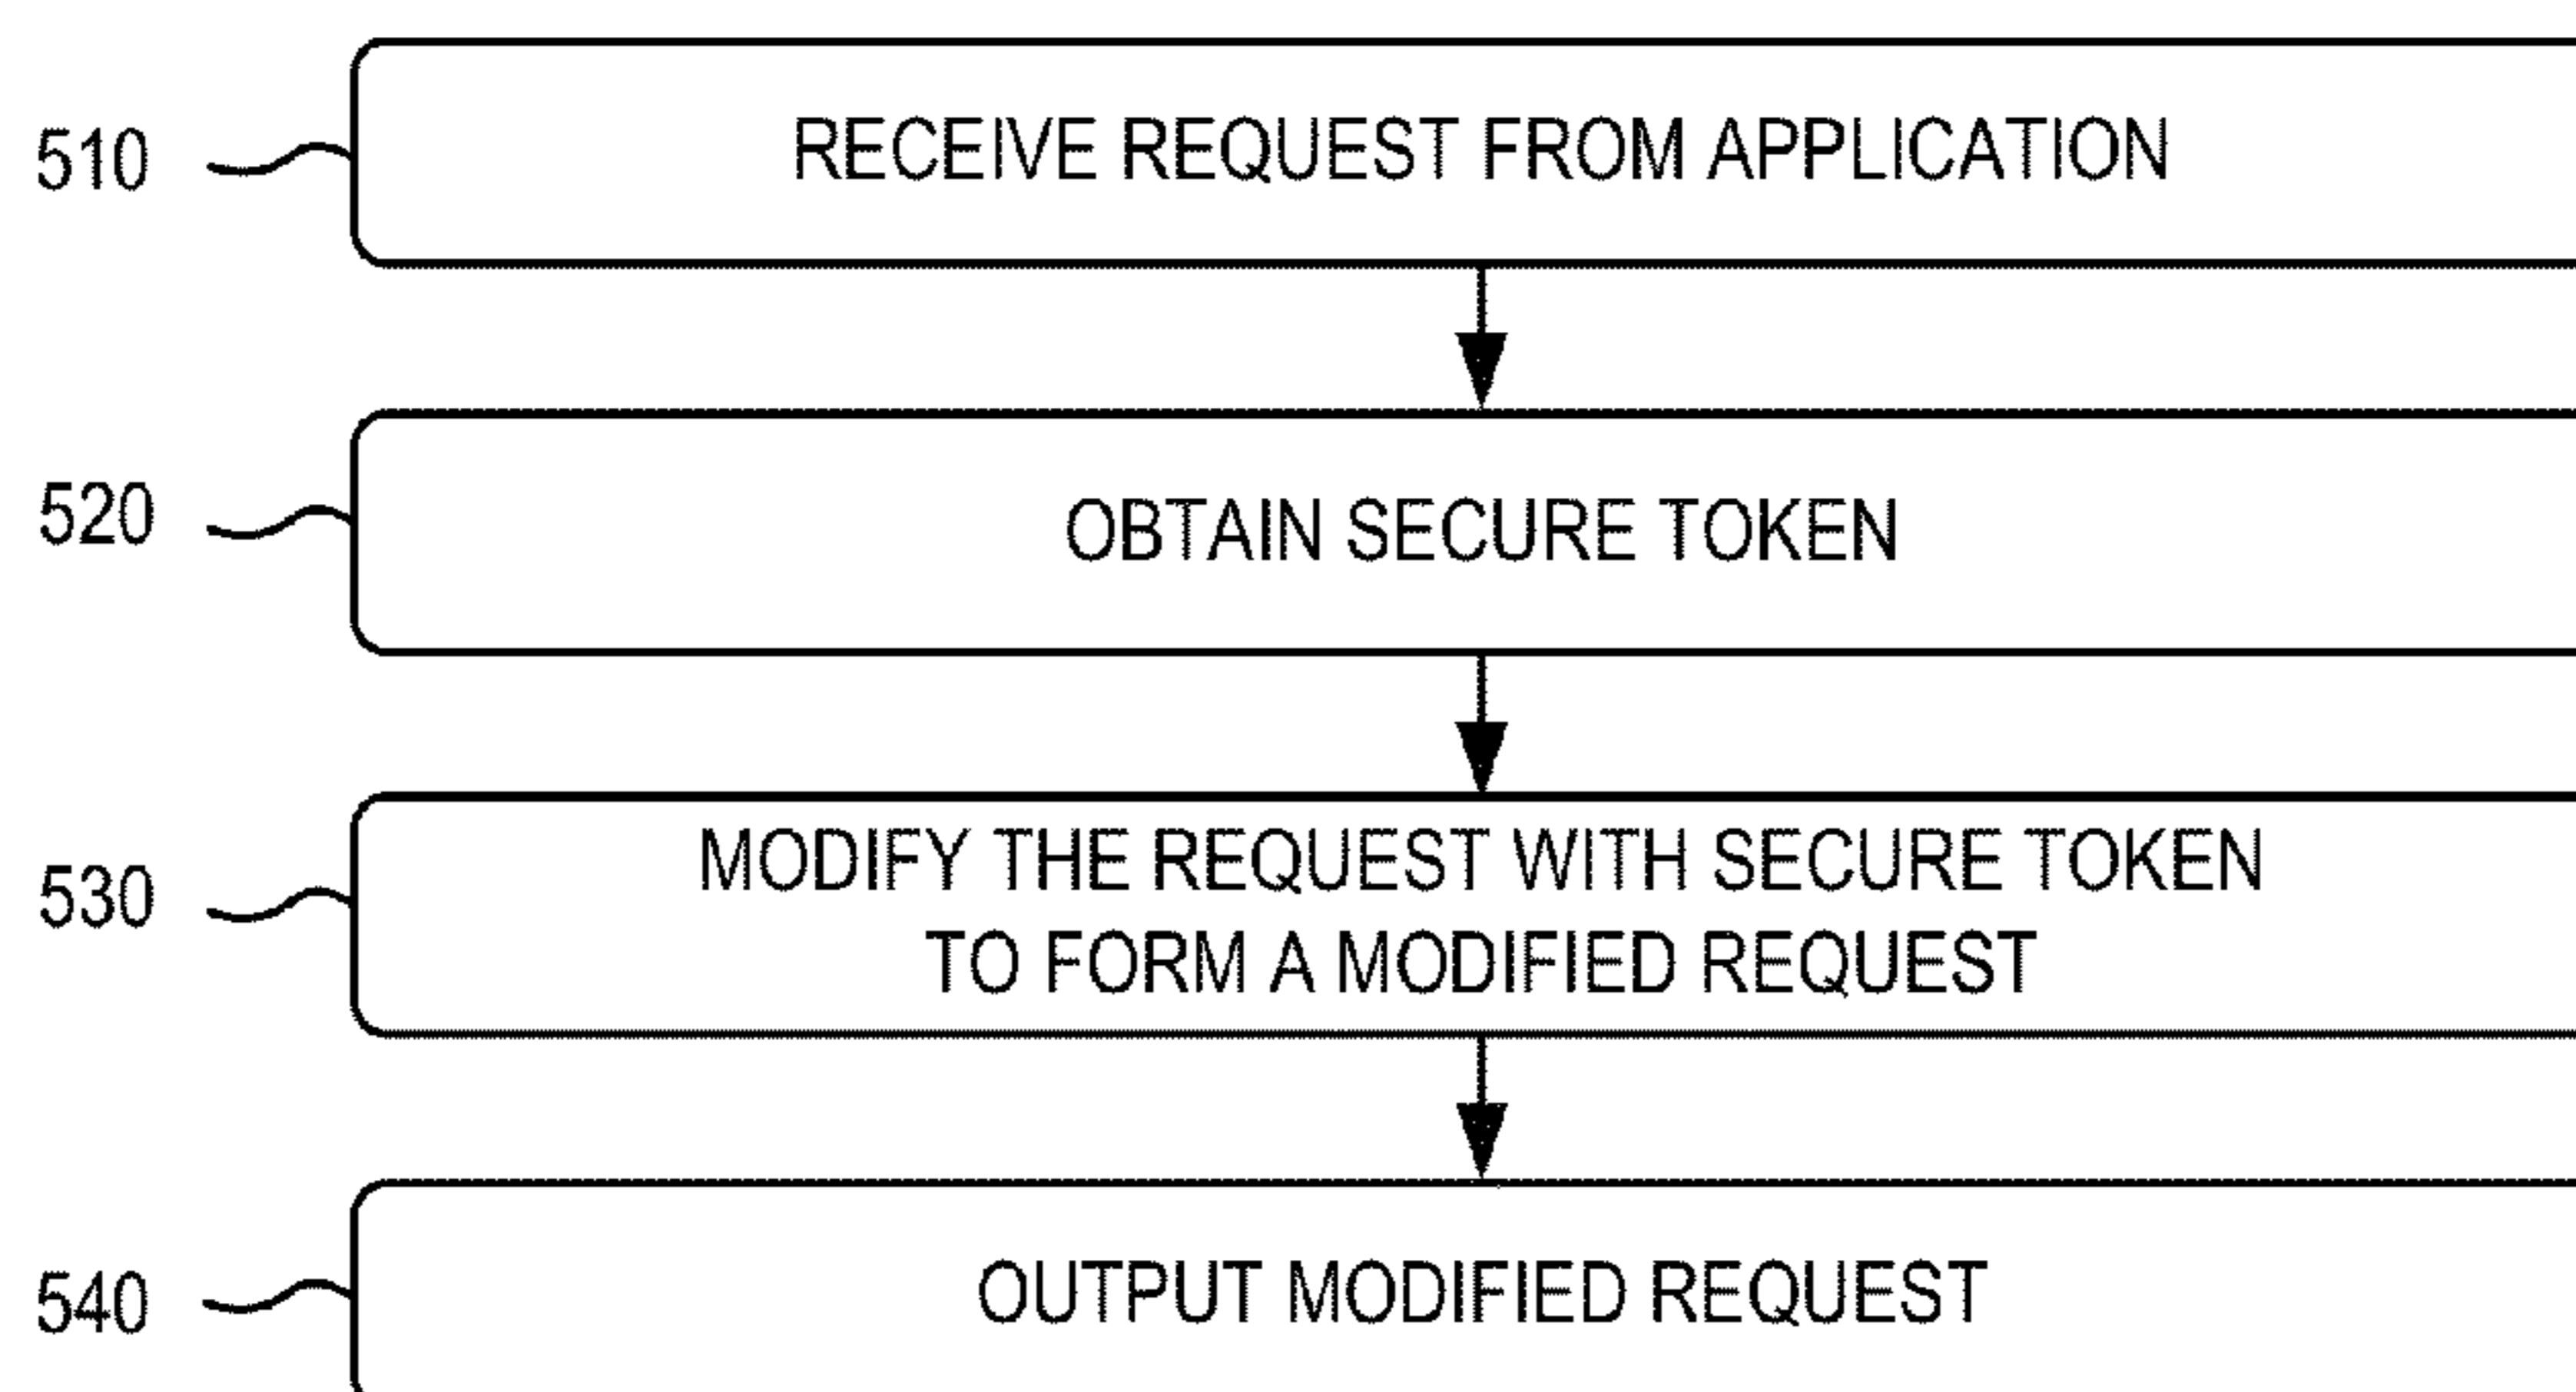 510
RECEIVE REQUEST FROM APPLICATION
520
OBTAIN SECURE TOKEN
530
MODIFY THE REQUEST WITH SECURE TOKEN
TO FORM A MODIFIED REQUEST
540
OUTPUT MODIFIED REQUEST